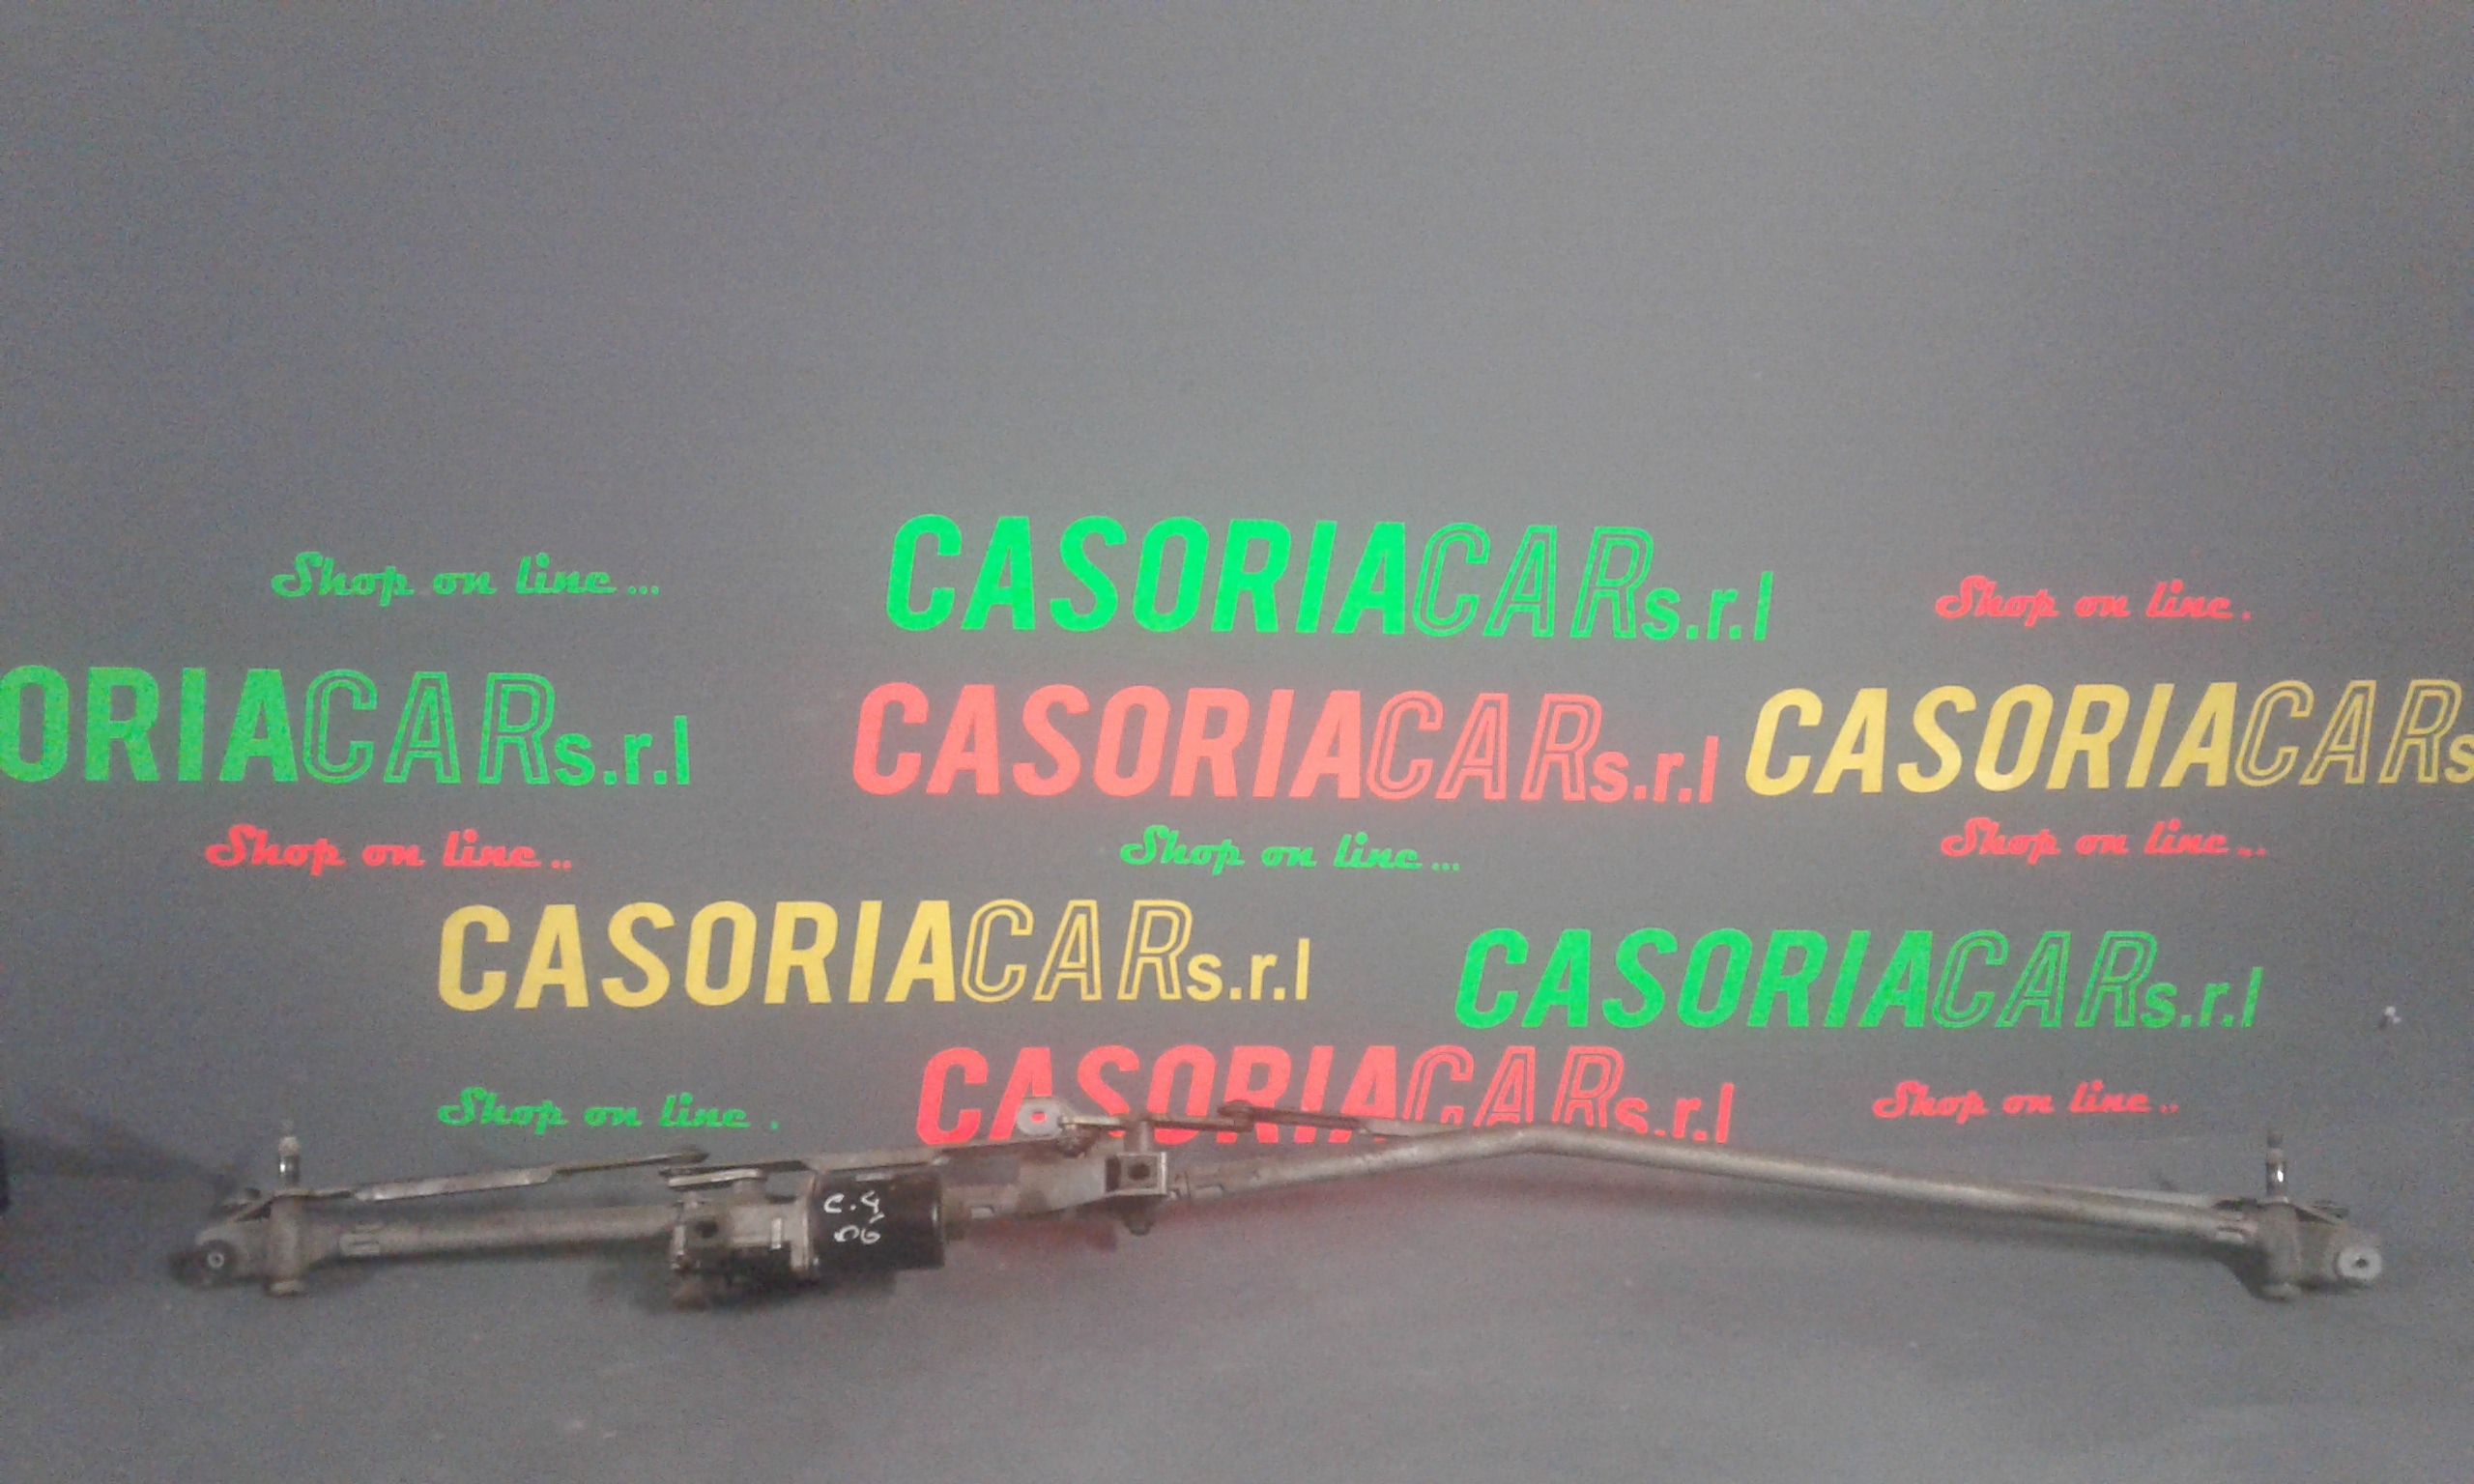 CASORIACARs.r.l
Shop on line...
Shop on line.
ORIACARs.r.l
CASORIACARs.r.l
CASORIACARs
Shop on line..
Shop on line...
Shop on line...
CASORIACARs.r.l
CASORIACARs.r.l
CASORIACARs.r.l
Shop on line .
Shop on line..
C.4
06